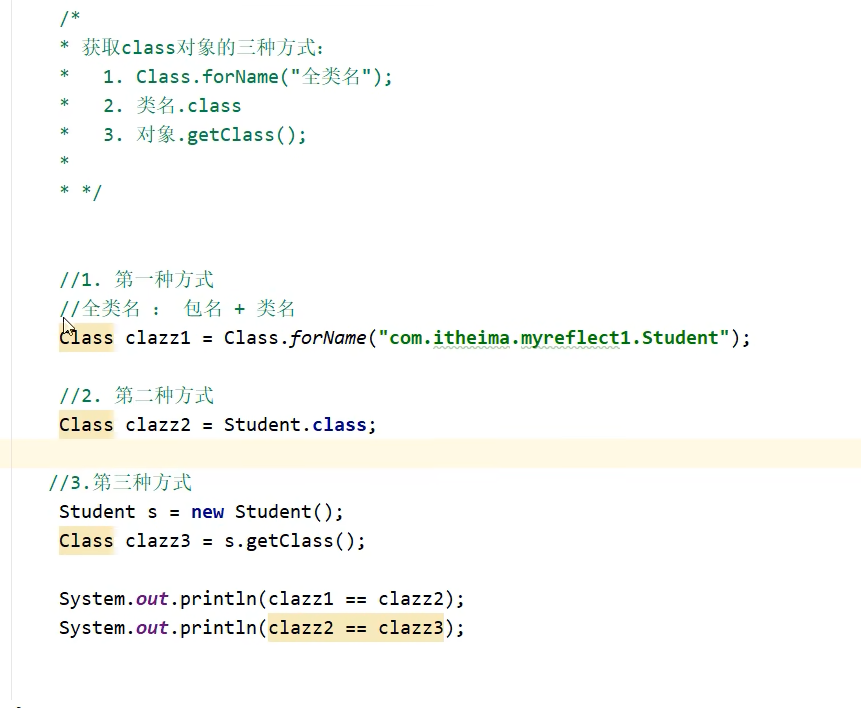 /*
* 获取class对象的三种方式:
*   1. Class.forName("全类名");
*   2. 类名.class
*   3. 对象.getClass();
*
* */
//1. 第一种方式
//全类名 ： 包名 + 类名
Class clazz1 = Class.forName("com.itheima.myreflect1.Student");
//2. 第二种方式
Class clazz2 = Student.class;
//3.第三种方式
Student s = new Student();
Class clazz3 = s.getClass();
System.out.println(clazz1 == clazz2);
System.out.println(clazz2 == clazz3);